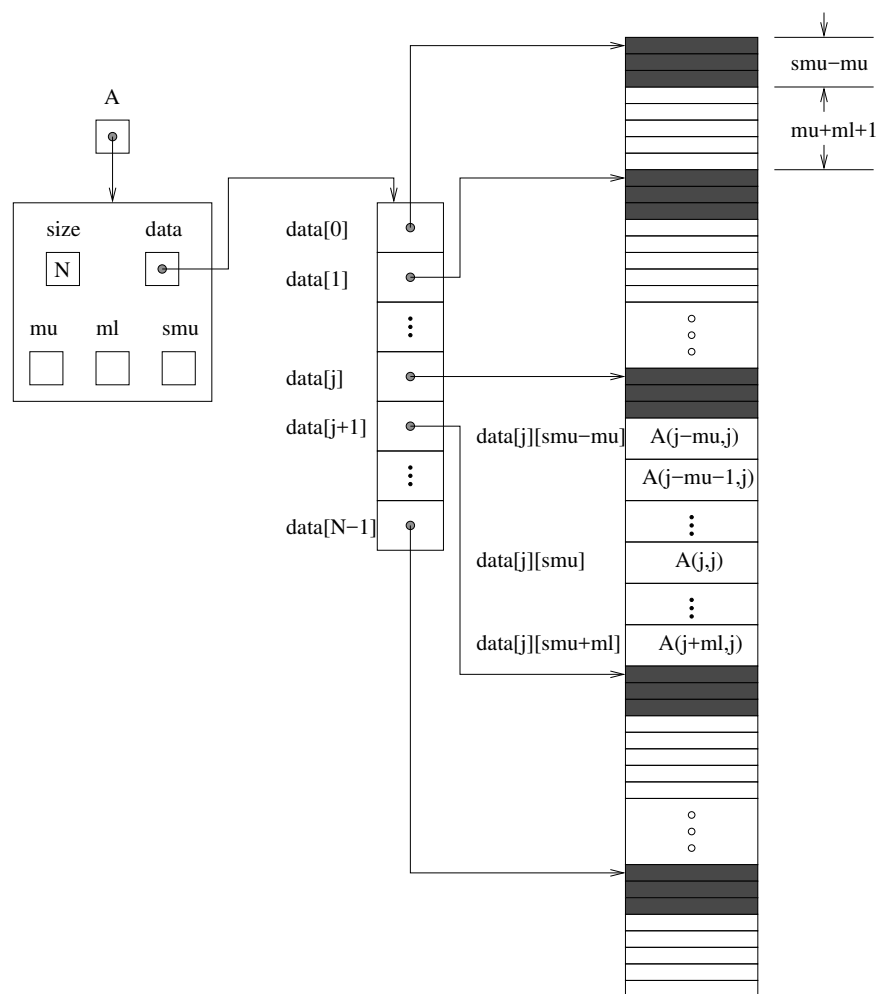 A
size data
N
mu ml smu
data[0]
data[1]
data[j]
data[j+1]
data[N−1]
data[j][smu−mu]
data[j][smu]
data[j][smu+ml]
A(j−mu,j)
A(j−mu−1,j)
A(j,j)
A(j+ml,j)
smu−mu
mu+ml+1